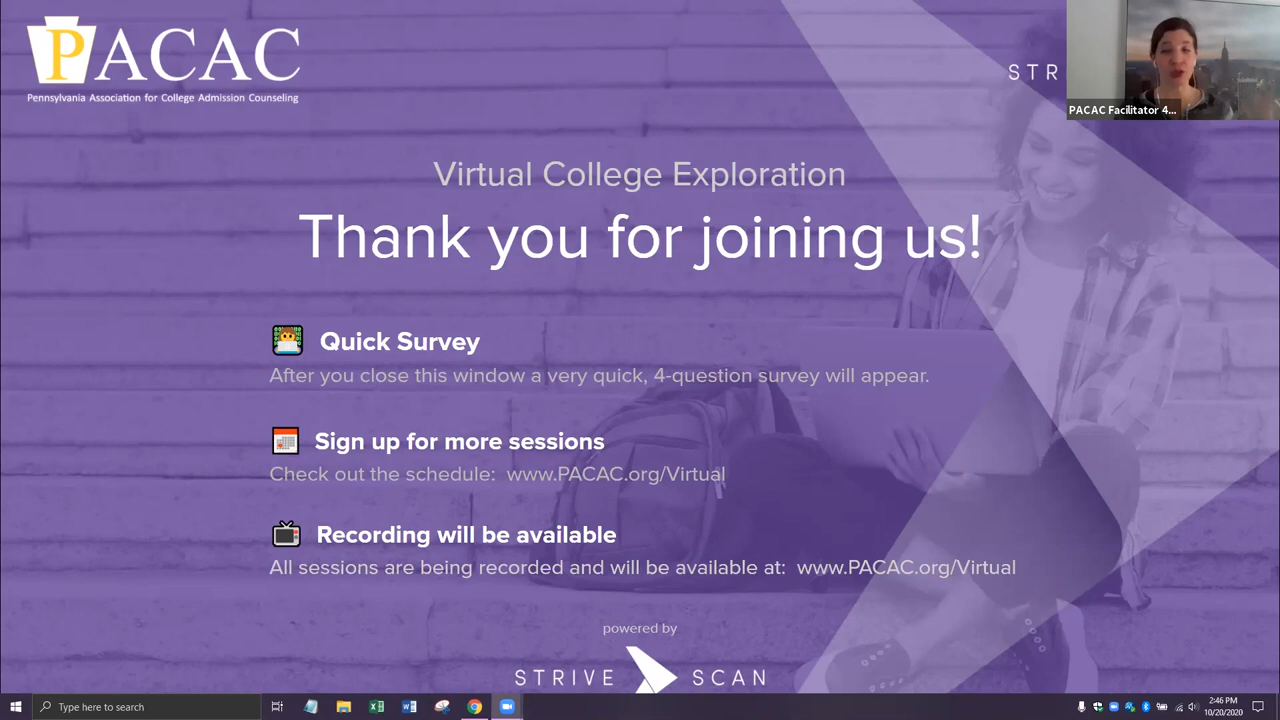 PACAC
Pennsylvania Association for College Admission Counseling
STR
PACAC Facilitator 4...
Virtual College Exploration
Thank you for joining us!
Quick Survey
After you close this window a very quick, 4-question survey will appear.
Sign up for more sessions
Check out the schedule: www.PACAC.org/Virtual
Recording will be available
All sessions are being recorded and will be available at: www.PACAC.org/Virtual
powered by
STRIVE SCAN
Type here to search
2:46 PM
10/20/2020